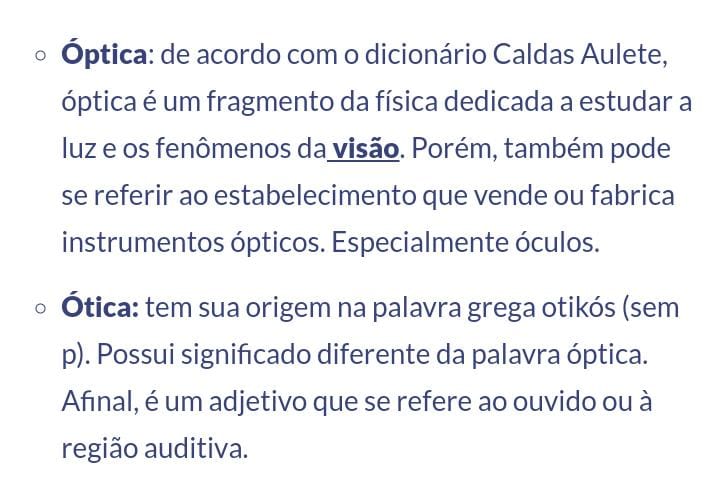 Óptica: de acordo com o dicionário Caldas Aulete,
óptica é um fragmento da física dedicada a estudar a
luz e os fenômenos da visão. Porém, também pode
se referir ao estabelecimento que vende ou fabrica
instrumentos ópticos. Especialmente óculos.
Ótica: tem sua origem na palavra grega otikós (sem
p). Possui significado diferente da palavra óptica.
Afinal, é um adjetivo que se refere ao ouvido ou à
região auditiva.